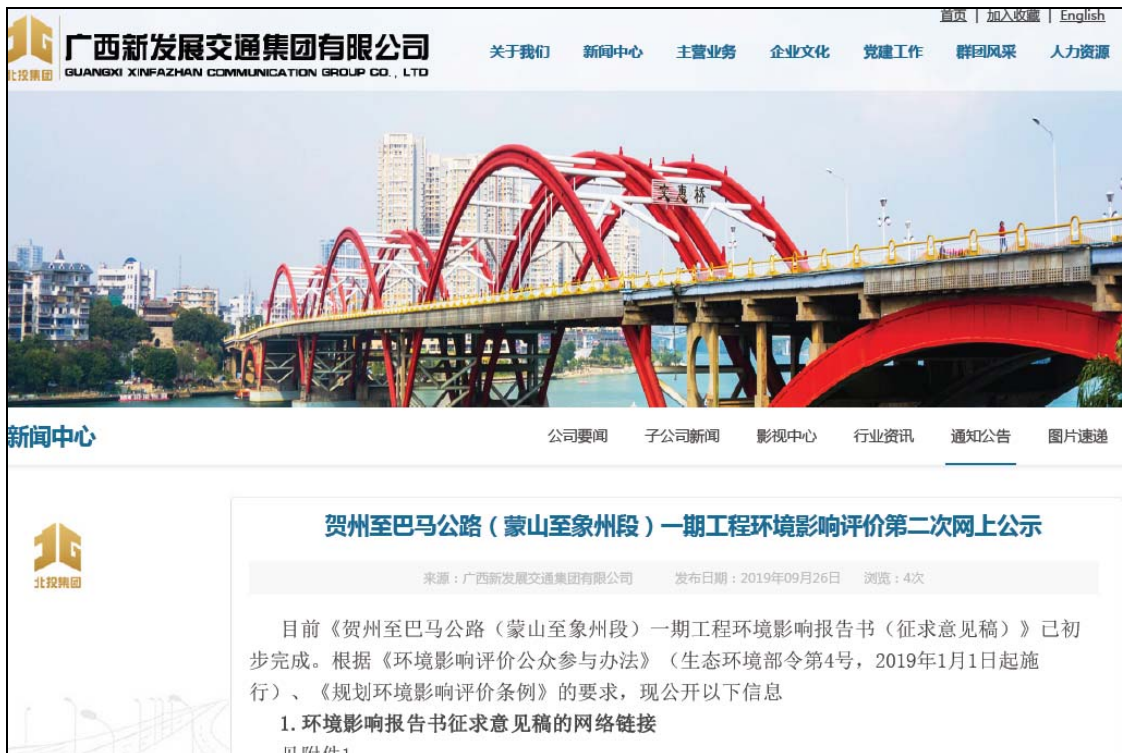 首页 | 加入收藏 | English
北投集团
广西新发展交通集团有限公司
GUANGXI XINFAZHAN COMMUNICATION GROUP CO., LTD
关于我们 新闻中心 主营业务 企业文化 党建工作 群团风采 人力资源
文惠桥
新闻中心
公司要闻 子公司新闻 影视中心 行业资讯 通知公告 图片速递
北投集团
贺州至巴马公路（蒙山至象州段）一期工程环境影响评价第二次网上公示
来源：广西新发展交通集团有限公司 发布日期：2019年09月26日 浏览：4次
目前《贺州至巴马公路（蒙山至象州段）一期工程环境影响报告书（征求意见稿）》已初
步完成。根据《环境影响评价公众参与办法》（生态环境部令第4号，2019年1月1日起施
行）、《规划环境影响评价条例》的要求，现公开以下信息
1.环境影响报告书征求意见稿的网络链接
见附件1